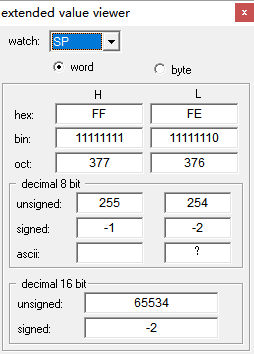 extended value viewer x
watch: SP
word byte
H L
hex: FF FE
bin: 11111111 11111110
oct: 377 376
decimal 8 bit
unsigned: 255 254
signed: -1 -2
ascii: ?
decimal 16 bit
unsigned: 65534
signed: -2